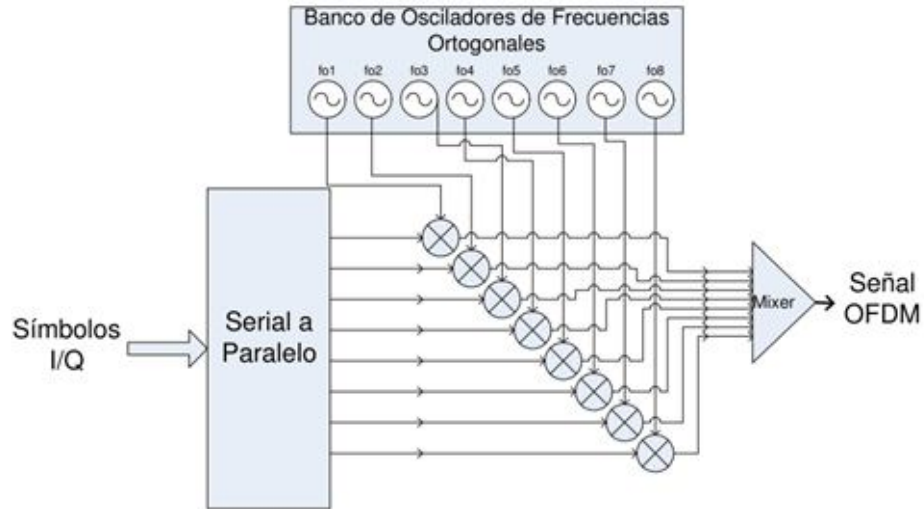 Banco de Osciladores de Frecuencias
Ortogonales
fo1 fo2 fo3 fo4 fo5 fo6 fo7 fo8
Símbolos
I/Q
Serial a
Paralelo
Mixer
Señal
OFDM